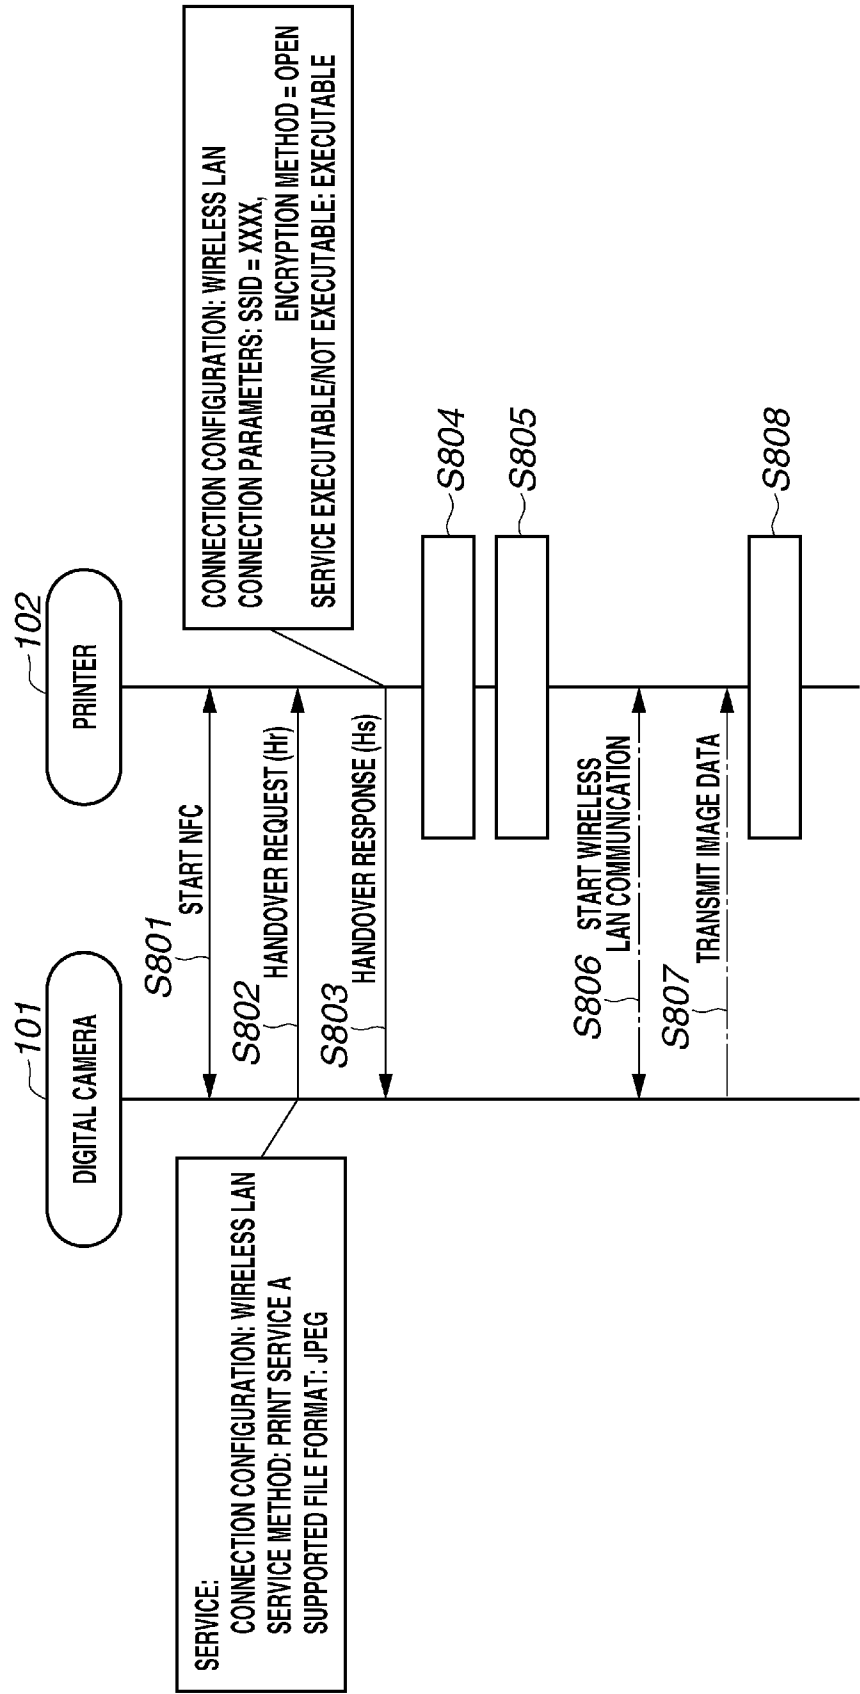 101
DIGITAL CAMERA
102
PRINTER
S801
START NFC
S802
HANDOVER REQUEST (Hr)
SERVICE:
CONNECTION CONFIGURATION: WIRELESS LAN
SERVICE METHOD: PRINT SERVICE A
SUPPORTED FILE FORMAT: JPEG
S803
HANDOVER RESPONSE (Hs)
CONNECTION CONFIGURATION: WIRELESS LAN
CONNECTION PARAMETERS: SSID = XXXX,
ENCRYPTION METHOD = OPEN
SERVICE EXECUTABLE/NOT EXECUTABLE: EXECUTABLE
S804
S805
S806
START WIRELESS
LAN COMMUNICATION
S807
TRANSMIT IMAGE DATA
S808